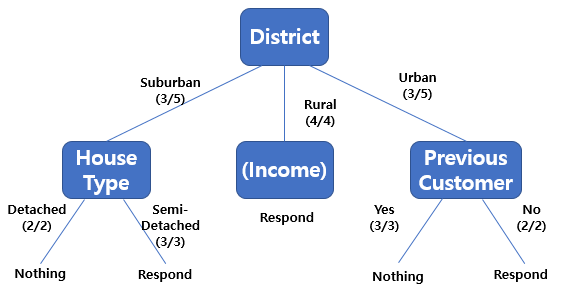 District
Suburban
(3/5)
Rural
(4/4)
Urban
(3/5)
House
Type
(Income)
Previous
Customer
Detached
(2/2)
Semi-
Detached
(3/3)
Respond
Yes
(3/3)
No
(2/2)
Nothing
Respond
Nothing
Respond